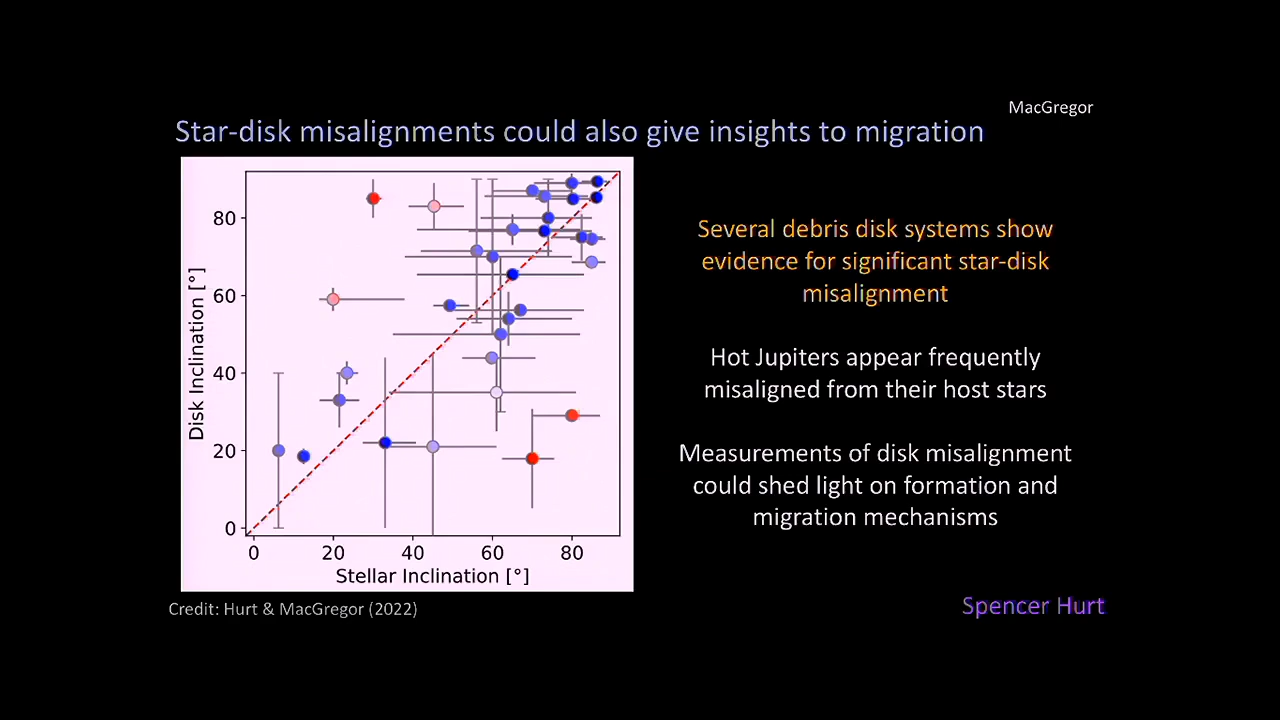 MacGregor
Star-disk misalignments could also give insights to migration
80
60
40
20
0
Disk Inclination [°]
0 20 40 60 80
Stellar Inclination [°]
Several debris disk systems show
evidence for significant star-disk
misalignment
Hot Jupiters appear frequently
misaligned from their host stars
Measurements of disk misalignment
could shed light on formation and
migration mechanisms
Credit: Hurt & MacGregor (2022)
Spencer Hurt